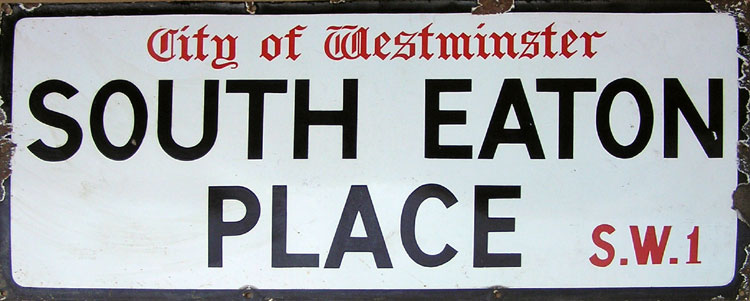 City of Westminster
SOUTH EATON
PLACE S.W.1